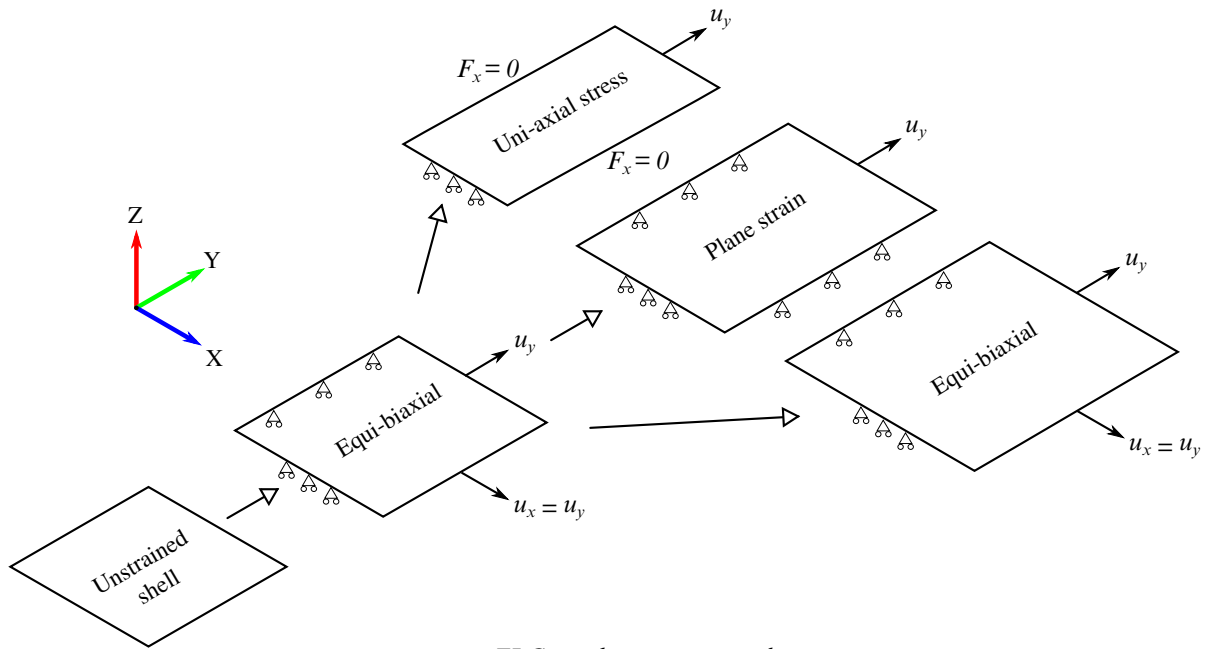 u_y
F_x = 0
Uni-axial stress
F_x = 0
u_y
Plane strain
Z
Y
X
u_y
Equi-biaxial
u_x = u_y
u_y
Equi-biaxial
u_x = u_y
Unstrained
shell